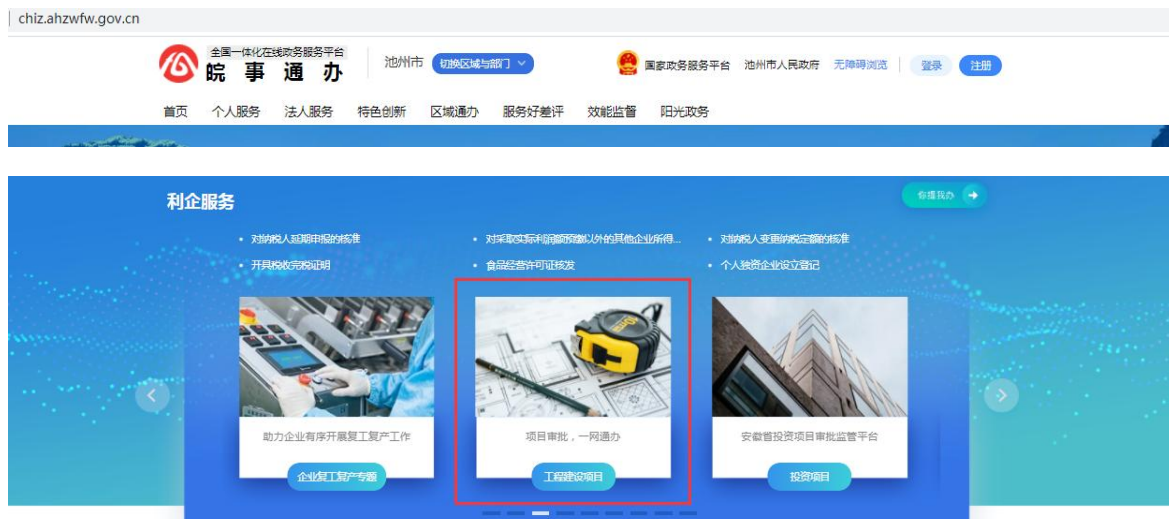 chiz.ahzwfw.gov.cn
全国一体化在线政务服务平台
皖事通办
池州市 切换区域与部门
国家政务服务平台 池州市人民政府 无障碍浏览 登录 注册
首页 个人服务 法人服务 特色创新 区域通办 服务好差评 效能监督 阳光政务
利企服务
你提我办
• 对纳税人延期申报的核准 • 对采取实际利润额预缴以外的其他企业所得... • 对纳税人变更纳税定额的核准
• 开具税收完税证明 • 食品经营许可证核发 • 个人独资企业设立登记
助力企业有序开展复工复产工作 项目审批，一网通办 安徽省投资项目审批监管平台
企业复工复产专题 工程建设项目 投资项目